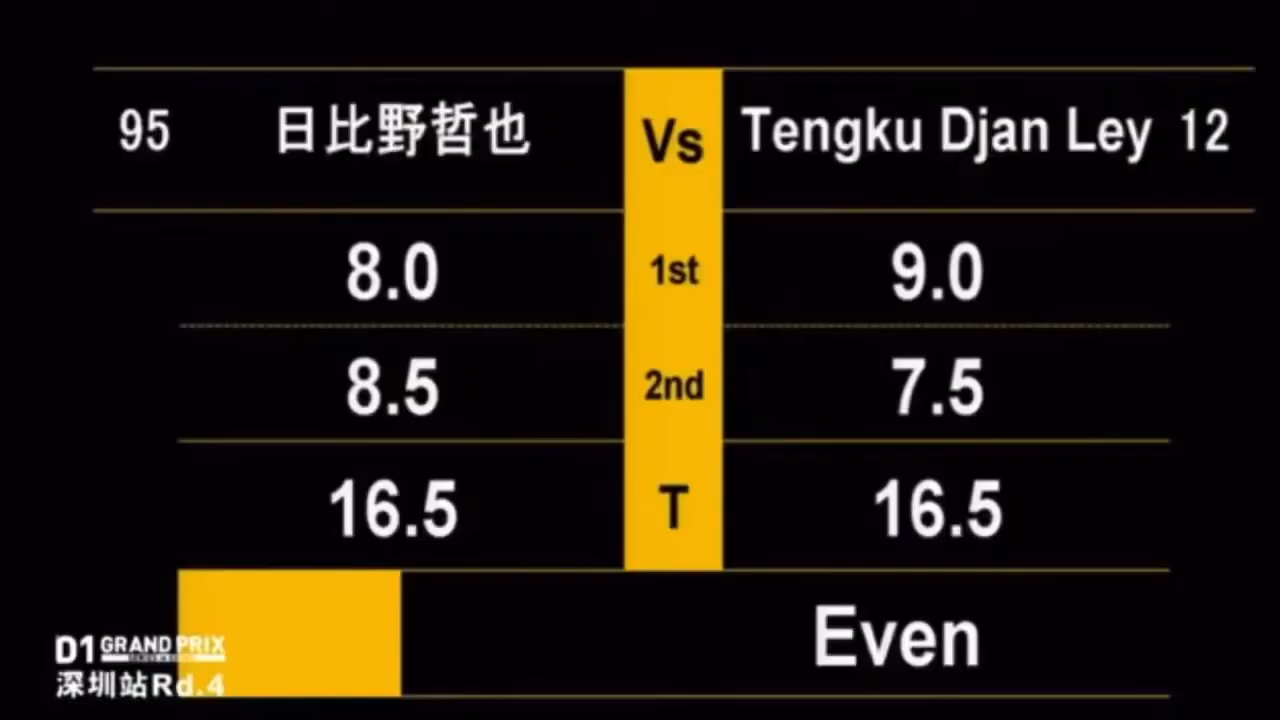 95 日比野哲也 Vs Tengku Djan Ley 12
8.0 1st 9.0
8.5 2nd 7.5
16.5 T 16.5
Even
D1 GRAND PRIX
深圳站Rd.4